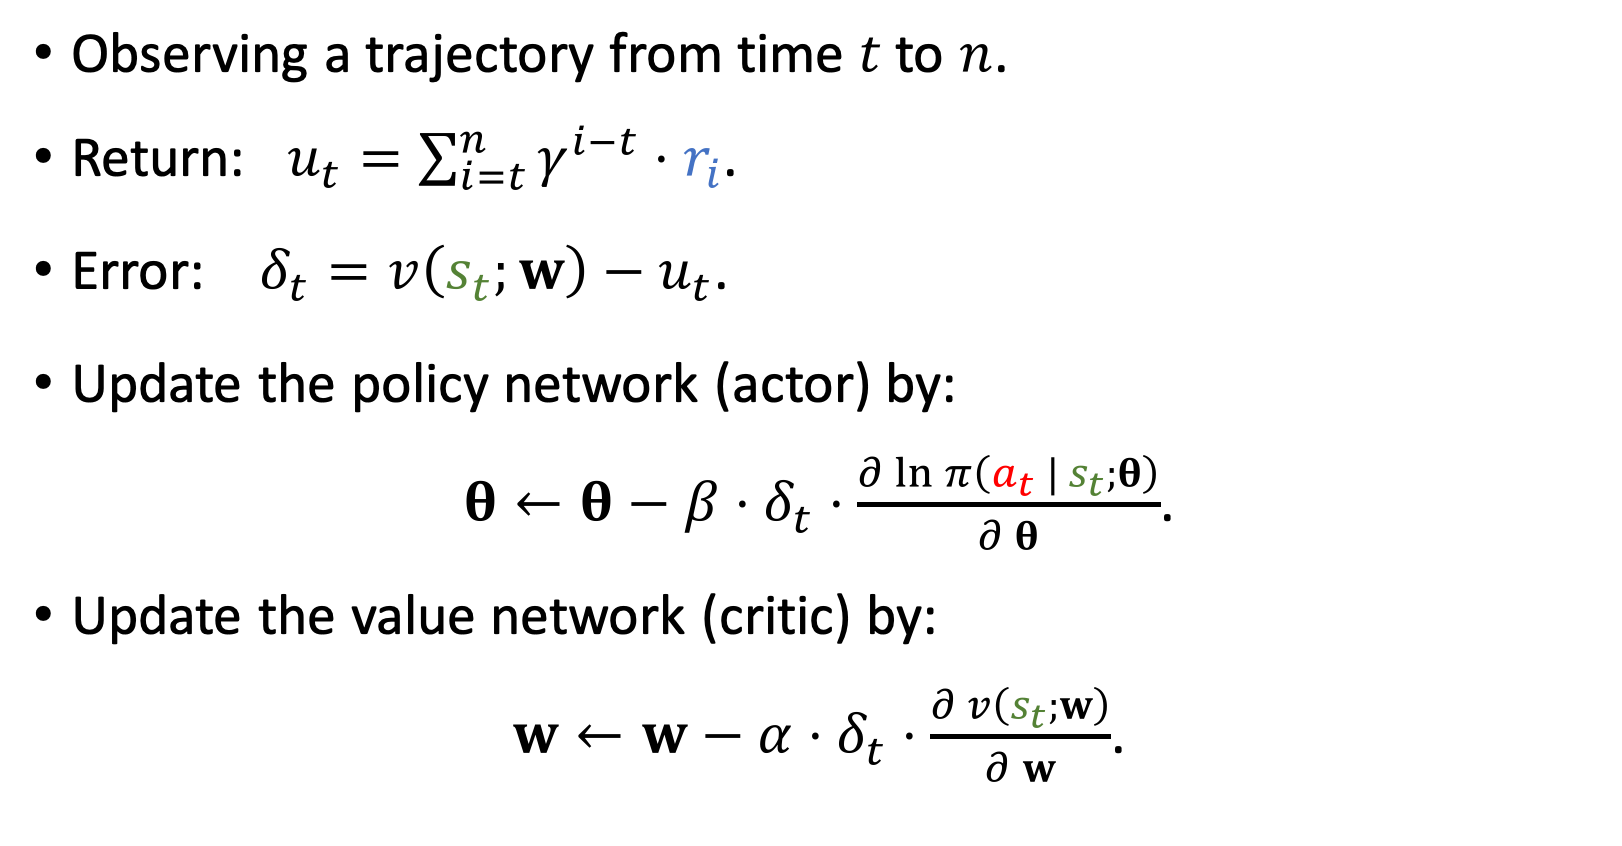 • Observing a trajectory from time t to n.
• Return: u_t = ∑_{i=t}^{n} γ^{i−t} · r_i.
• Error: δ_t = v(s_t; w) − u_t.
• Update the policy network (actor) by:
θ ← θ − β · δ_t · ∂ ln π(a_t | s_t;θ) / ∂ θ.
• Update the value network (critic) by:
w ← w − α · δ_t · ∂ v(s_t;w) / ∂ w.